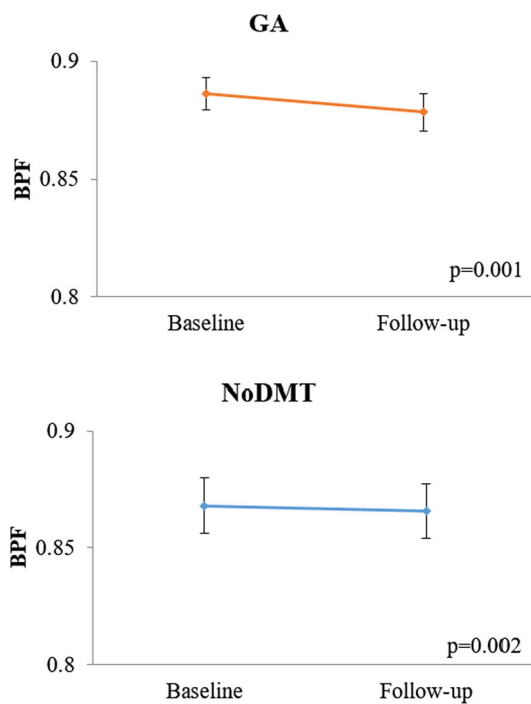 GA
0.9
0.85
0.8
BPF
p=0.001
Baseline Follow-up
NoDMT
0.9
0.85
0.8
BPF
p=0.002
Baseline Follow-up